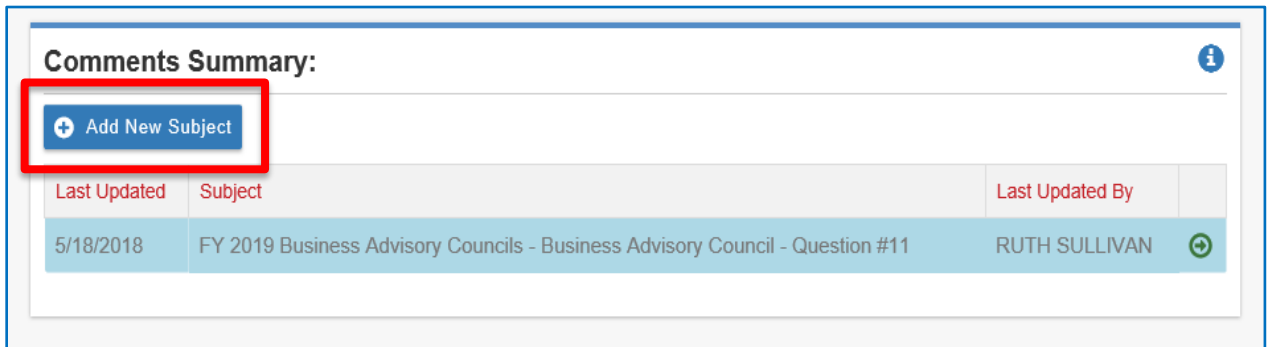 Comments Summary:
Add New Subject
Last Updated Subject Last Updated By
5/18/2018 FY 2019 Business Advisory Councils - Business Advisory Council - Question #11 RUTH SULLIVAN